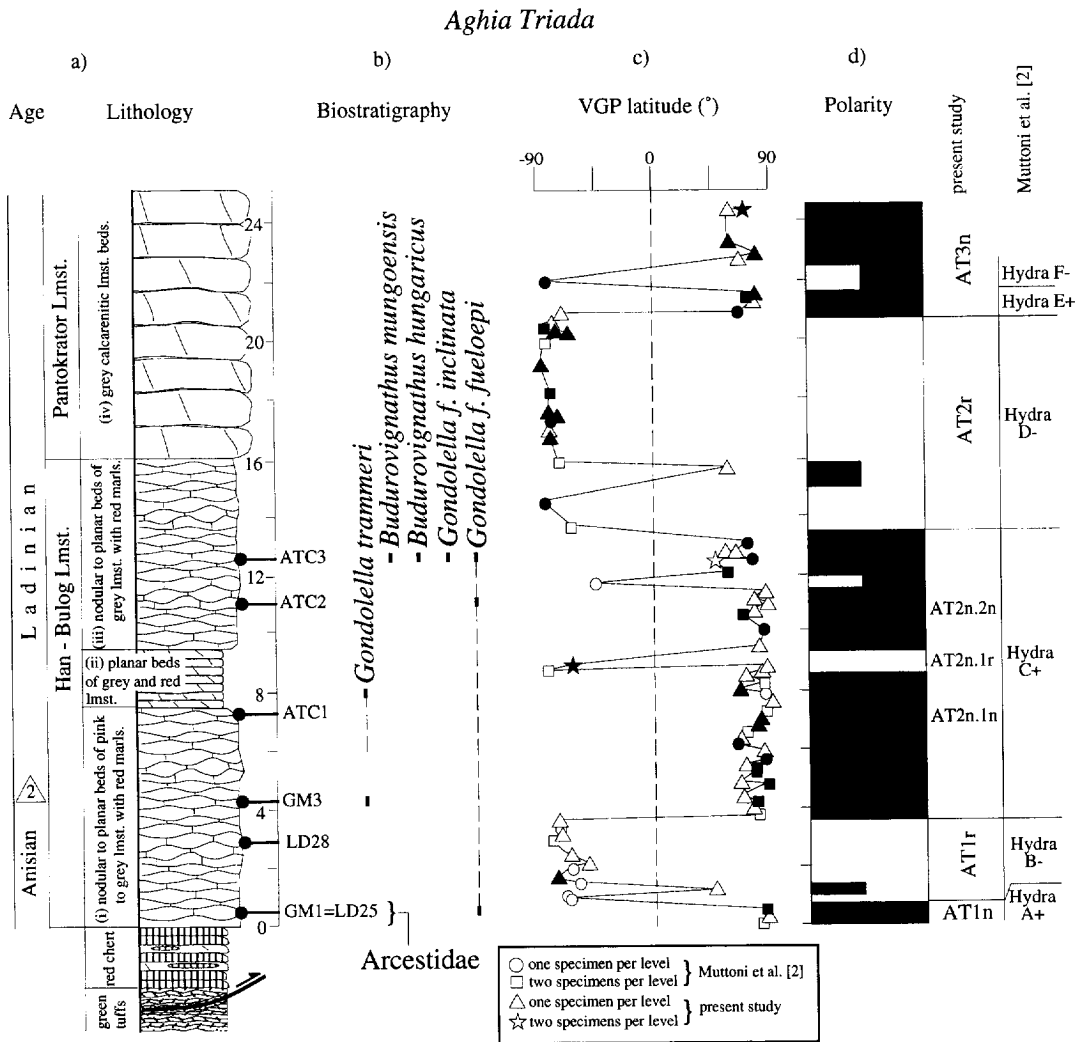 Aghia Triada
a)
b)
c)
d)
Age
Lithology
Biostratigraphy
VGP latitude (°)
Polarity
present study
Muttoni et al. [2]
-90
0
90
Ladinian
Anisian
2
Pantokrator Lmst.
Han - Bulog Lmst.
(iv) grey calcarenitic lmst. beds.
(iii) nodular to planar beds of
grey lmst. with red marls.
(ii) planar beds
of grey and red
lmst.
(i) nodular to planar beds of pink
to grey lmst. with red marls.
red chert
green
tuffs
24
20
16
12
8
4
0
ATC3
ATC2
ATC1
GM3
LD28
GM1=LD25
Arcestidae
Gondolella trammeri
Budurovignathus mungoensis
Budurovignathus hungaricus
Gondolella f. inclinata
Gondolella f. fueloepi
AT3n
AT2r
AT2n.2n
AT2n.1r
AT2n.1n
AT1r
AT1n
Hydra F-
Hydra E+
Hydra
D-
Hydra
C+
Hydra
B-
Hydra
A+
one specimen per level
two specimens per level
Muttoni et al. [2]
one specimen per level
two specimens per level
present study